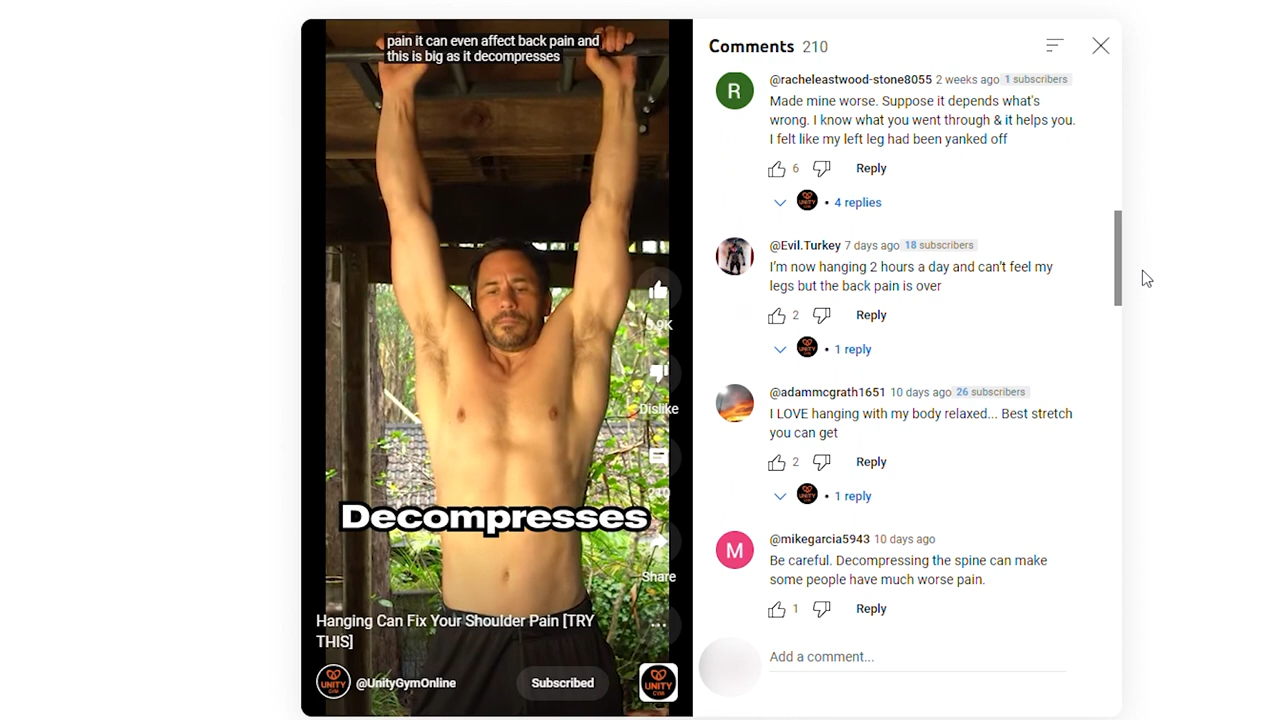 pain it can even affect back pain and
this is big as it decompresses
Decompresses
Dislike
Share
Hanging Can Fix Your Shoulder Pain [TRY
THIS]
UNITY
GYM
@UnityGymOnline
Subscribed
UNITY
GYM
Comments 210
R
@racheleastwood-stone8055 2 weeks ago 1 subscribers
Made mine worse. Suppose it depends what's
wrong. I know what you went through & it helps you.
I felt like my left leg had been yanked off
6 Reply
UNITY
• 4 replies
@Evil.Turkey 7 days ago 18 subscribers
I’m now hanging 2 hours a day and can’t feel my
legs but the back pain is over
2 Reply
UNITY
• 1 reply
@adammcgrath1651 10 days ago 26 subscribers
I LOVE hanging with my body relaxed... Best stretch
you can get
2 Reply
UNITY
• 1 reply
M
@mikegarcia5943 10 days ago
Be careful. Decompressing the spine can make
some people have much worse pain.
1 Reply
Add a comment...